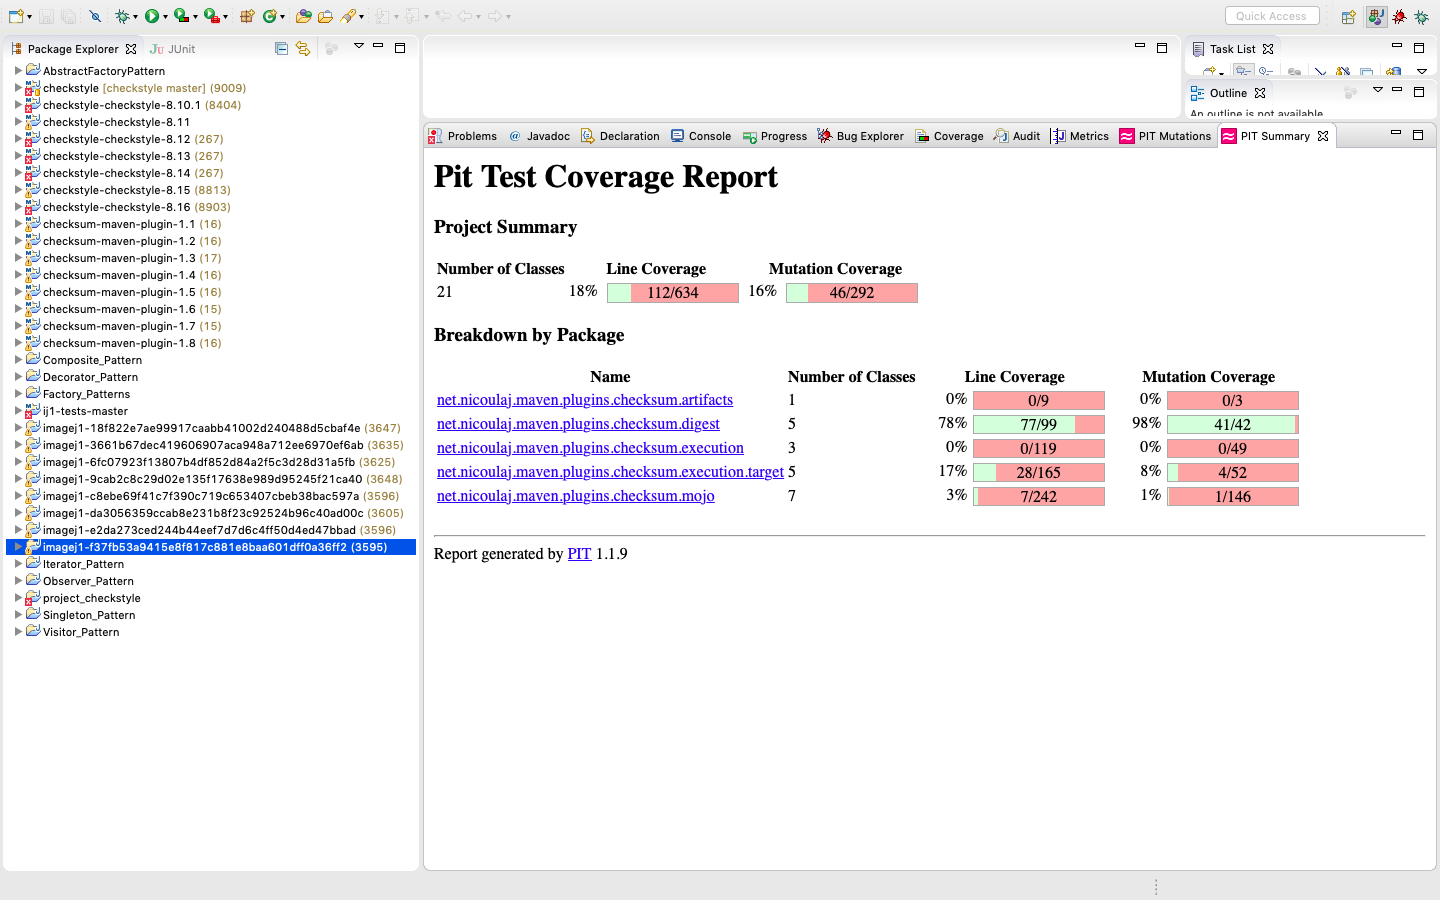 Quick Access
Package Explorer
JUnit
AbstractFactoryPattern
checkstyle [checkstyle master] (9009)
checkstyle-checkstyle-8.10.1 (8404)
checkstyle-checkstyle-8.11
checkstyle-checkstyle-8.12 (267)
checkstyle-checkstyle-8.13 (267)
checkstyle-checkstyle-8.14 (267)
checkstyle-checkstyle-8.15 (8813)
checkstyle-checkstyle-8.16 (8903)
checksum-maven-plugin-1.1 (16)
checksum-maven-plugin-1.2 (16)
checksum-maven-plugin-1.3 (17)
checksum-maven-plugin-1.4 (16)
checksum-maven-plugin-1.5 (16)
checksum-maven-plugin-1.6 (15)
checksum-maven-plugin-1.7 (15)
checksum-maven-plugin-1.8 (16)
Composite_Pattern
Decorator_Pattern
Factory_Patterns
ij1-tests-master
imagej1-18f822e7ae99917caabb41002d240488d5cbaf4e (3647)
imagej1-3661b67dec419606907aca948a712ee6970ef6ab (3635)
imagej1-6fc07923f13807b4df852d84a2f5c3d28d31a5fb (3625)
imagej1-9cab2c8c29d02e135f17638e989d95245f21ca40 (3648)
imagej1-c8ebe69f41c7f390c719c653407cbeb38bac597a (3596)
imagej1-da3056359ccab8e231b8f23c92524b96c40ad00c (3605)
imagej1-e2da273ced244b44eef7d7d6c4ff50d4ed47bbad (3596)
imagej1-f37fb53a9415e8f817c881e8baa601dff0a36ff2 (3595)
Iterator_Pattern
Observer_Pattern
project_checkstyle
Singleton_Pattern
Visitor_Pattern
Task List
Outline
An outline is not available
Problems @ Javadoc Declaration Console Progress Bug Explorer Coverage Audit Metrics PIT Mutations PIT Summary
Pit Test Coverage Report
Project Summary
Number of Classes Line Coverage Mutation Coverage
21 18% 112/634 16% 46/292
Breakdown by Package
Name Number of Classes Line Coverage Mutation Coverage
net.nicoulaj.maven.plugins.checksum.artifacts 1 0% 0/9 0% 0/3
net.nicoulaj.maven.plugins.checksum.digest 5 78% 77/99 98% 41/42
net.nicoulaj.maven.plugins.checksum.execution 3 0% 0/119 0% 0/49
net.nicoulaj.maven.plugins.checksum.execution.target 5 17% 28/165 8% 4/52
net.nicoulaj.maven.plugins.checksum.mojo 7 3% 7/242 1% 1/146
Report generated by PIT 1.1.9